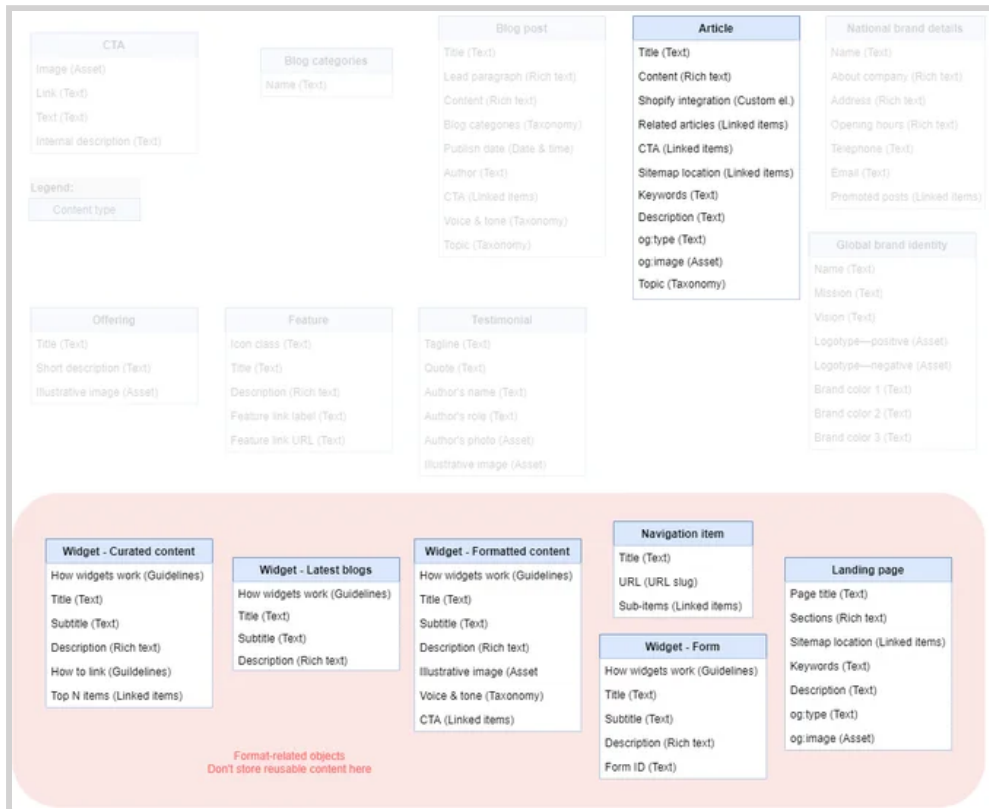 CTA
Image (Asset)
Link (Text)
Text (Text)
Internal description (Text)
Legend:
Content type
Blog categories
Name (Text)
Blog post
Title (Text)
Lead paragraph (Rich text)
Content (Rich text)
Blog categories (Taxonomy)
Publish date (Date & time)
Author (Text)
CTA (Linked items)
Voice & tone (Taxonomy)
Topic (Taxonomy)
Article
Title (Text)
Content (Rich text)
Shopify integration (Custom el.)
Related articles (Linked items)
CTA (Linked items)
Sitemap location (Linked items)
Keywords (Text)
Description (Text)
og:type (Text)
og:image (Asset)
Topic (Taxonomy)
National brand details
Name (Text)
About company (Rich text)
Address (Rich text)
Opening hours (Rich text)
Telephone (Text)
Email (Text)
Promoted posts (Linked items)
Global brand identity
Name (Text)
Mission (Text)
Vision (Text)
Logotype—positive (Asset)
Logotype—negative (Asset)
Brand color 1 (Text)
Brand color 2 (Text)
Brand color 3 (Text)
Offering
Title (Text)
Short description (Text)
Illustrative image (Asset)
Feature
Icon class (Text)
Title (Text)
Description (Rich text)
Feature link label (Text)
Feature link URL (Text)
Testimonial
Tagline (Text)
Quote (Text)
Author's name (Text)
Author's role (Text)
Author's photo (Asset)
Illustrative image (Asset)
Widget - Curated content
How widgets work (Guidelines)
Title (Text)
Subtitle (Text)
Description (Rich text)
How to link (Guildelines)
Top N items (Linked items)
Widget - Latest blogs
How widgets work (Guidelines)
Title (Text)
Subtitle (Text)
Description (Rich text)
Widget - Formatted content
How widgets work (Guidelines)
Title (Text)
Subtitle (Text)
Description (Rich text)
Illustrative image (Asset
Voice & tone (Taxonomy)
CTA (Linked items)
Navigation item
Title (Text)
URL (URL slug)
Sub-items (Linked items)
Widget - Form
How widgets work (Guidelines)
Title (Text)
Subtitle (Text)
Description (Rich text)
Form ID (Text)
Landing page
Page title (Text)
Sections (Rich text)
Sitemap location (Linked items)
Keywords (Text)
Description (Text)
og:type (Text)
og:image (Asset)
Format-related objects
Don't store reusable content here